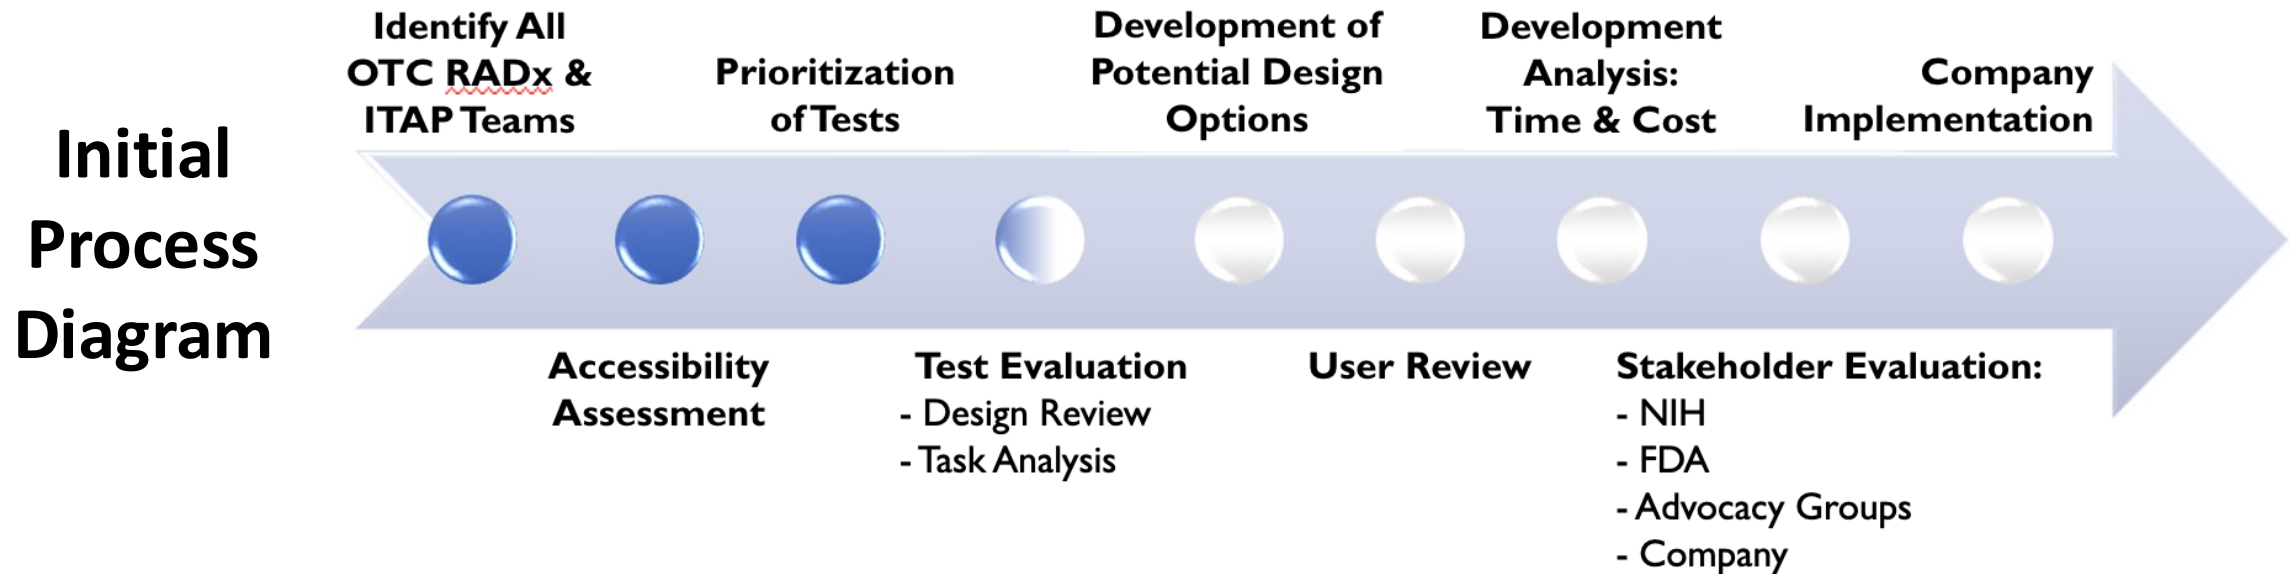 Initial
Process
Diagram
Identify All
OTC RADx &
ITAP Teams
Accessibility
Assessment
Prioritization
of Tests
Test Evaluation
- Design Review
- Task Analysis
Development of
Potential Design
Options
User Review
Development
Analysis:
Time & Cost
Stakeholder Evaluation:
- NIH
- FDA
- Advocacy Groups
- Company
Company
Implementation